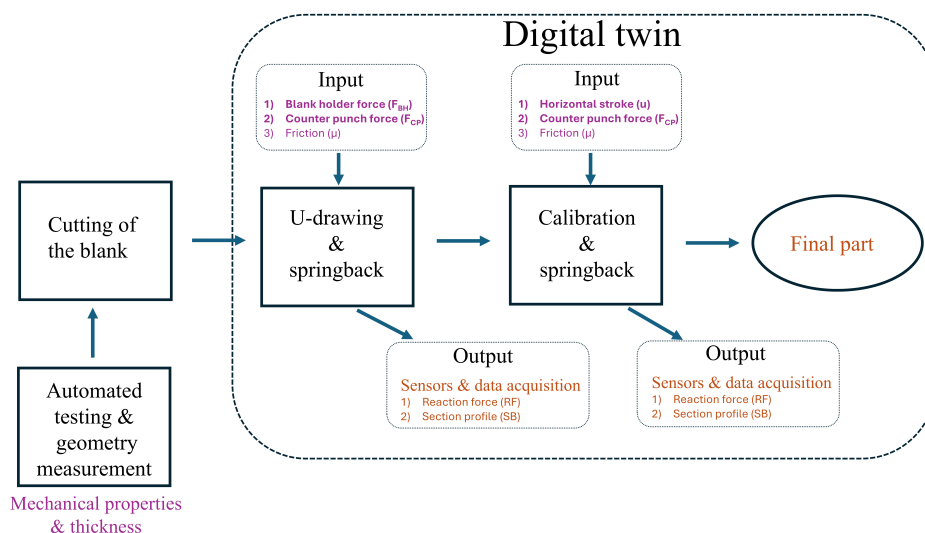 Digital twin
Input
1) Blank holder force (F_BH)
2) Counter punch force (F_CP)
3) Friction (µ)
Input
1) Horizontal stroke (u)
2) Counter punch force (F_CP)
3) Friction (µ)
Cutting of
the blank
U-drawing
&
springback
Calibration
&
springback
Final part
Output
Sensors & data acquisition
1) Reaction force (RF)
2) Section profile (SB)
Output
Sensors & data acquisition
1) Reaction force (RF)
2) Section profile (SB)
Automated
testing &
geometry
measurement
Mechanical properties
& thickness